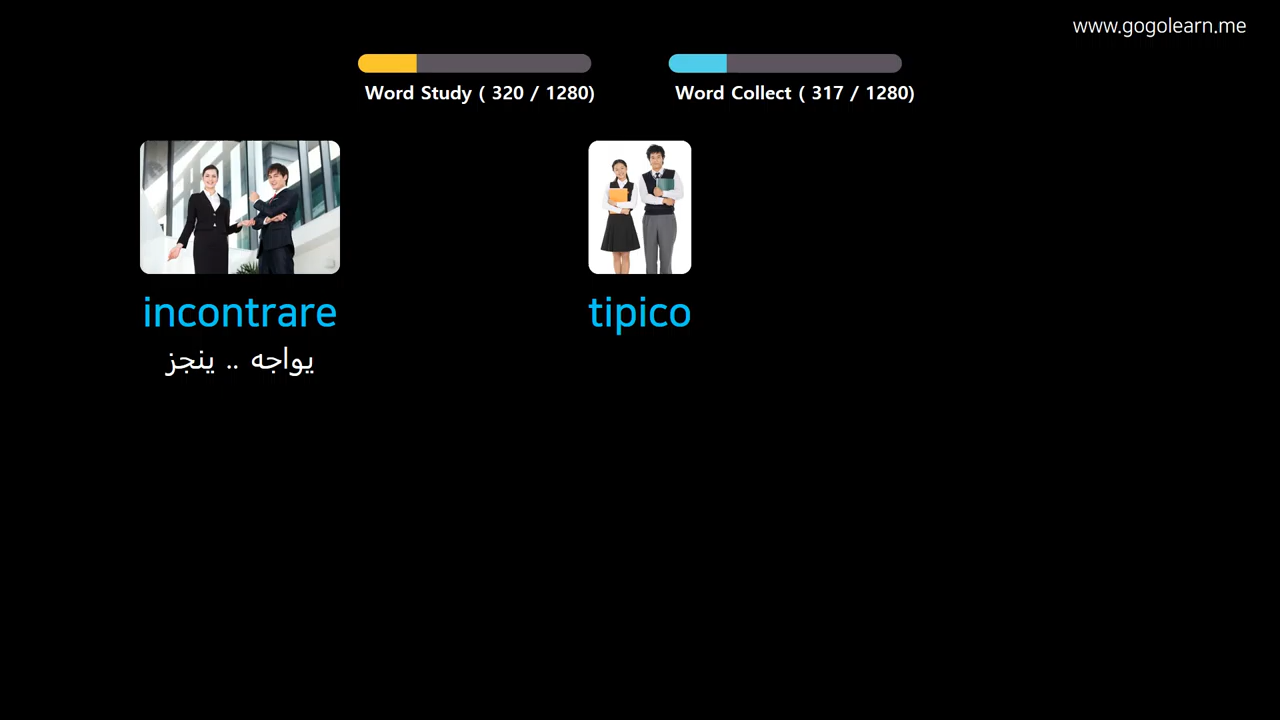 www.gogolearn.me
Word Study ( 320 / 1280)
Word Collect ( 317 / 1280)
incontrare
يواجه .. ينجز
tipico